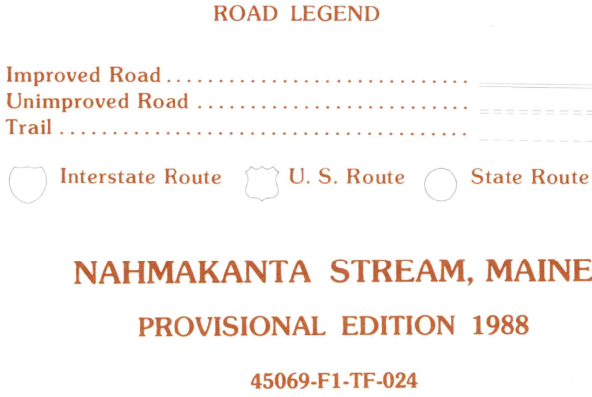 ROAD LEGEND
Improved Road..............................
Unimproved Road ..........................
Trail .......................................
Interstate Route U. S. Route State Route
NAHMAKANTA STREAM, MAINE
PROVISIONAL EDITION 1988
45069-F1-TF-024